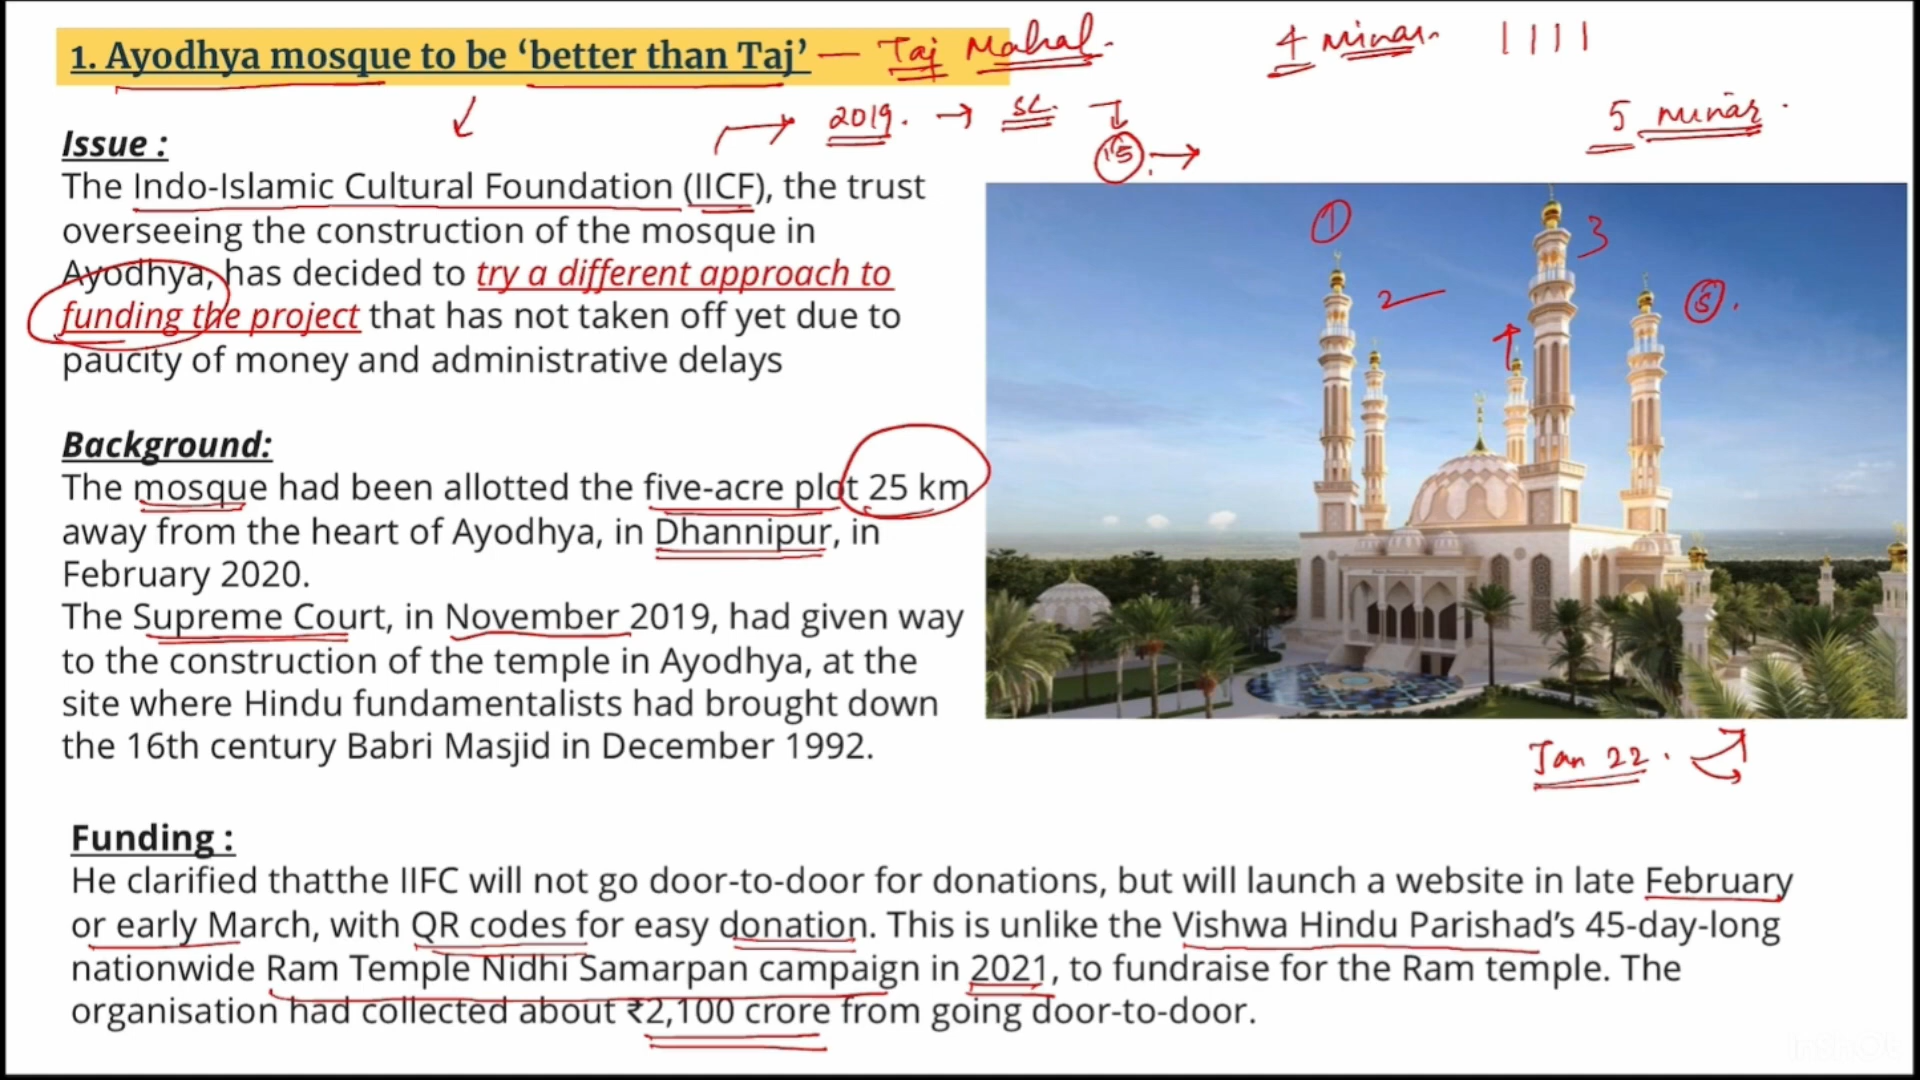 1. Ayodhya mosque to be ‘better than Taj’ — Taj Mahal.
4 Minar. ||||
2019. → SC.
5 Minar.
15 →
Issue :
The Indo-Islamic Cultural Foundation (IICF), the trust
overseeing the construction of the mosque in
Ayodhya, has decided to try a different approach to
funding the project that has not taken off yet due to
paucity of money and administrative delays
1
2
3
4
5.
Background:
The mosque had been allotted the five-acre plot 25 km
away from the heart of Ayodhya, in Dhannipur, in
February 2020.
The Supreme Court, in November 2019, had given way
to the construction of the temple in Ayodhya, at the
site where Hindu fundamentalists had brought down
the 16th century Babri Masjid in December 1992.
Jan 22.
Funding :
He clarified thatthe IIFC will not go door-to-door for donations, but will launch a website in late February
or early March, with QR codes for easy donation. This is unlike the Vishwa Hindu Parishad’s 45-day-long
nationwide Ram Temple Nidhi Samarpan campaign in 2021, to fundraise for the Ram temple. The
organisation had collected about ₹2,100 crore from going door-to-door.